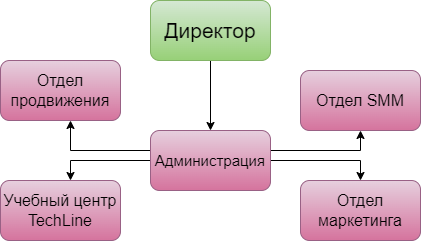 Директор
Отдел
продвижения
Отдел SMM
Администрация
Учебный центр
TechLine
Отдел
маркетинга